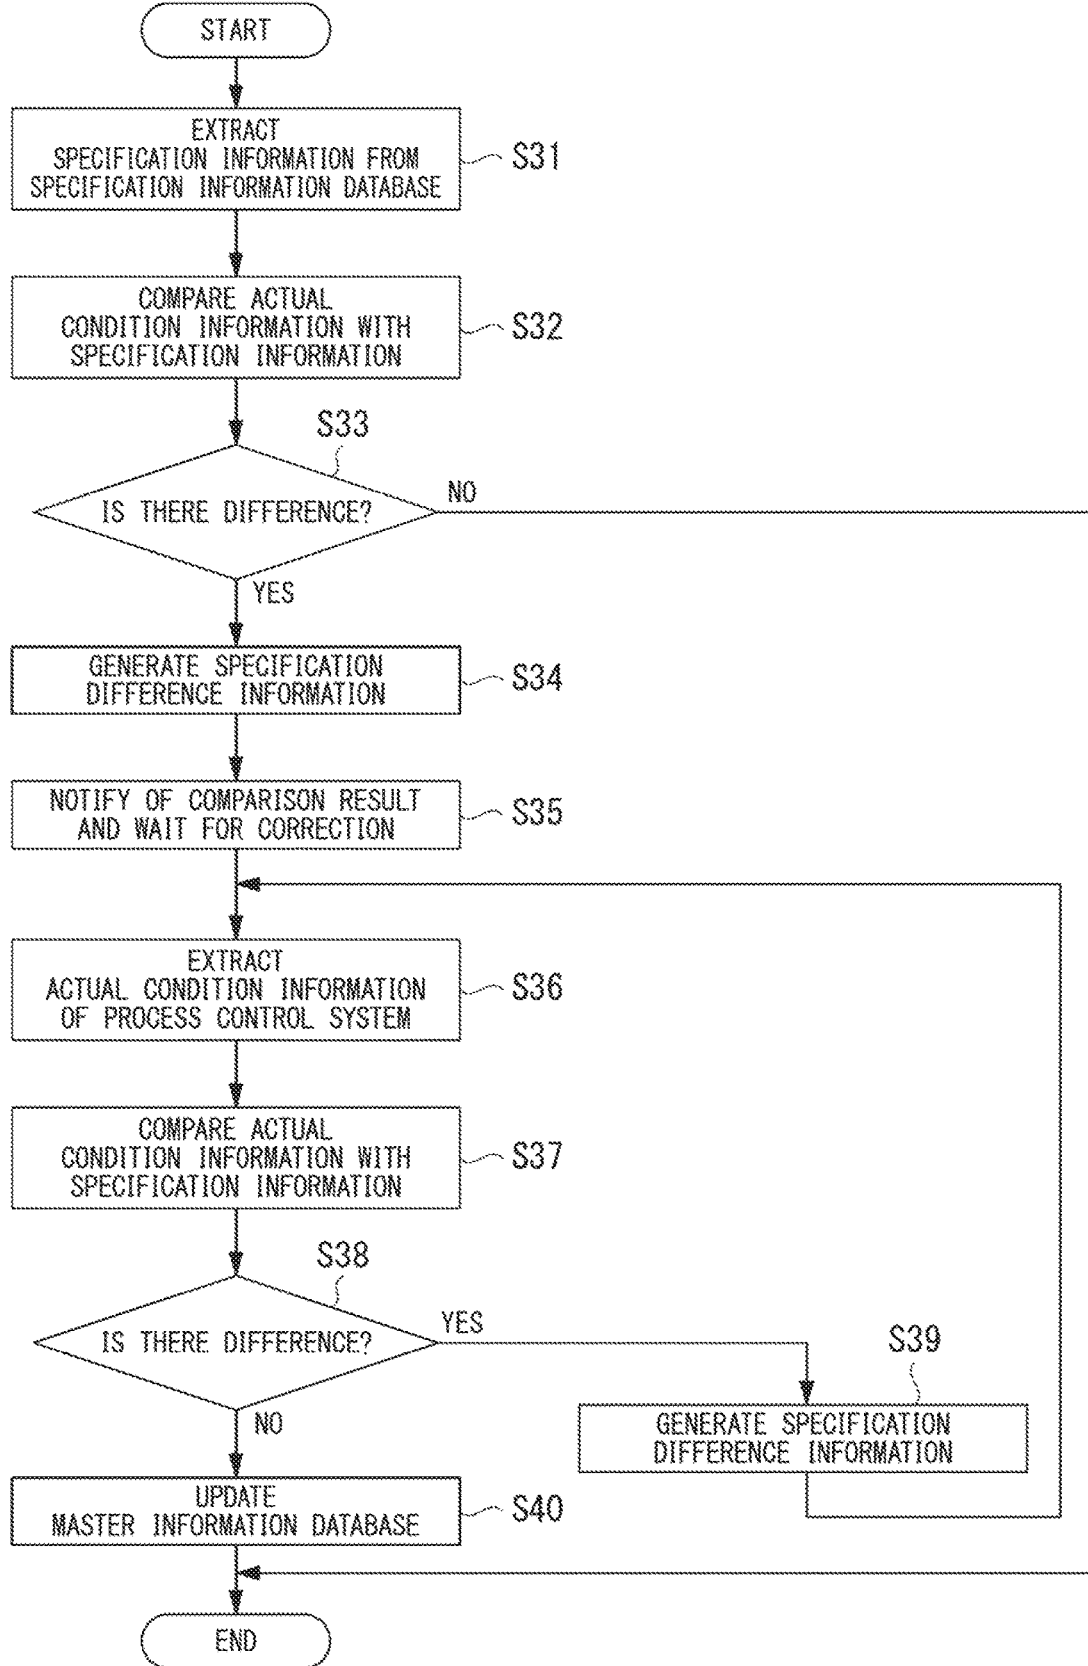 START
EXTRACT
SPECIFICATION INFORMATION FROM
SPECIFICATION INFORMATION DATABASE
S31
COMPARE ACTUAL
CONDITION INFORMATION WITH
SPECIFICATION INFORMATION
S32
S33
IS THERE DIFFERENCE?
NO
YES
GENERATE SPECIFICATION
DIFFERENCE INFORMATION
S34
NOTIFY OF COMPARISON RESULT
AND WAIT FOR CORRECTION
S35
EXTRACT
ACTUAL CONDITION INFORMATION
OF PROCESS CONTROL SYSTEM
S36
COMPARE ACTUAL
CONDITION INFORMATION WITH
SPECIFICATION INFORMATION
S37
S38
IS THERE DIFFERENCE?
YES
NO
S39
GENERATE SPECIFICATION
DIFFERENCE INFORMATION
UPDATE
MASTER INFORMATION DATABASE
S40
END